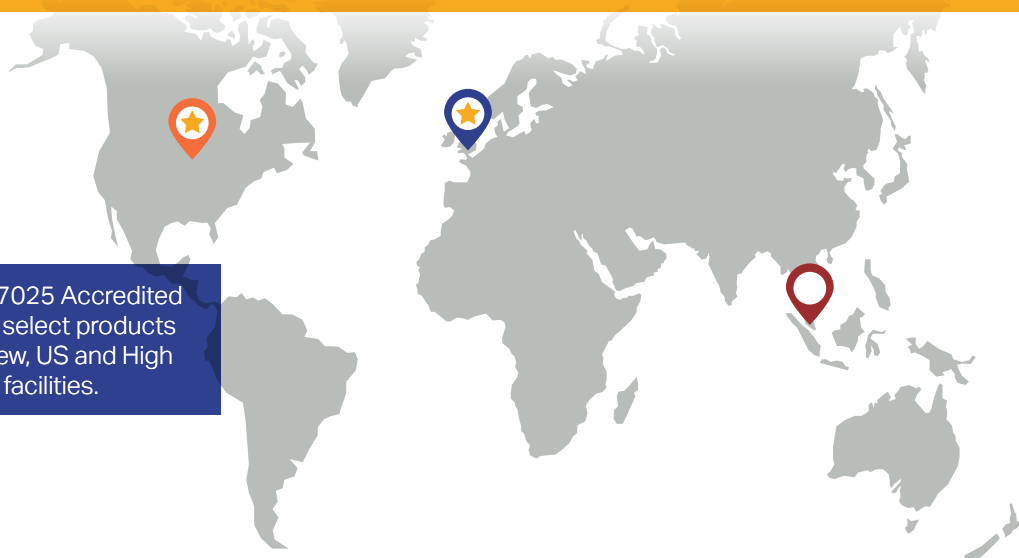 7025 Accredited
select products
ew, US and High
facilities.